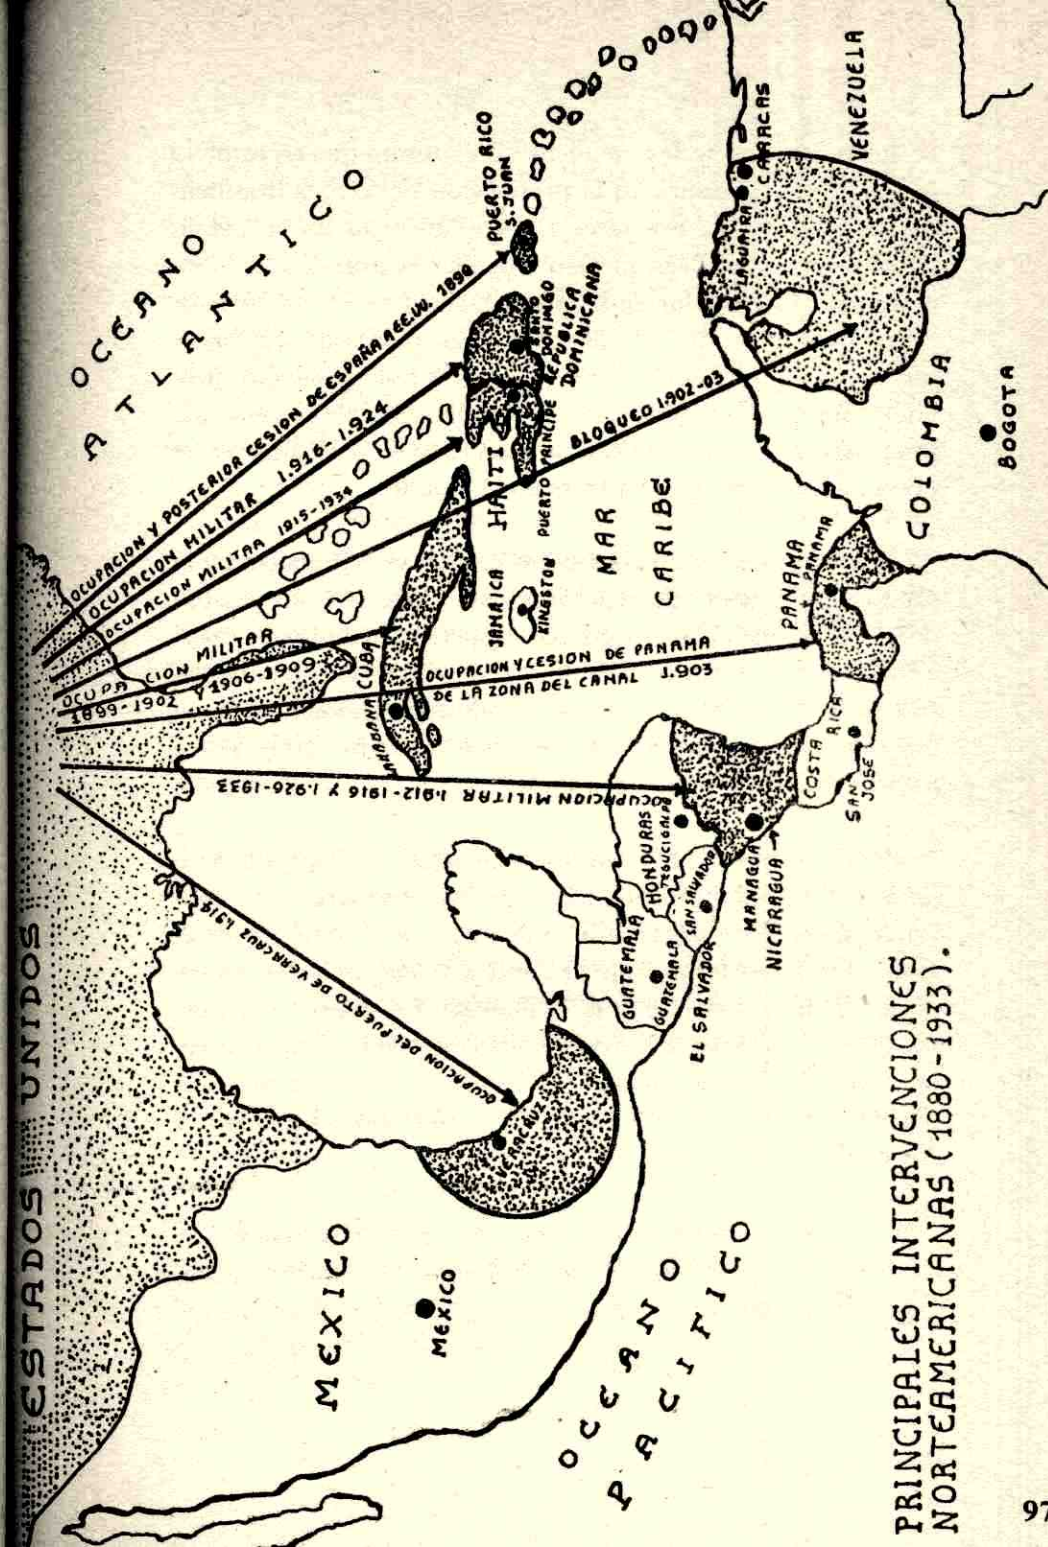 ESTADOS UNIDOS
OCEANO
ATLANTICO
OCUPACION Y POSTERIOR CESION DE ESPAÑA A EE.UU. 1898
OCUPACION MILITAR 1.916-1.924
OCUPACION MILITAR 1915-1934
BLOQUEO 1.902-03
OCUPACION MILITAR
1899-1902 Y 1906-1909
OCUPACION Y CESION DE PANAMA
DE LA ZONA DEL CANAL 1.903
OCUPACION MILITAR 1.912-1916 Y 1.926-1933
OCUPACION DEL PUERTO DE VERACRUZ 1.914
PUERTO RICO
S. JUAN
SANTO
DOMINGO
REPUBLICA
DOMINICANA
HAITI
PUERTO PRINCIPE
CUBA
LA HABANA
JAMAICA
KINGSTON
MAR
CARIBE
LAGUAIRA
CARACAS
VENEZUELA
COLOMBIA
BOGOTA
PANAMA
PANAMA
COSTA RICA
SAN
JOSE
HONDURAS
TEGUCIGALPA
MANAGUA
NICARAGUA
SAN SALVADOR
EL SALVADOR
GUATEMALA
GUATEMALA
VERACRUZ
MEXICO
MEXICO
OCEANO
PACIFICO
PRINCIPALES INTERVENCIONES
NORTEAMERICANAS (1880-1933).
97